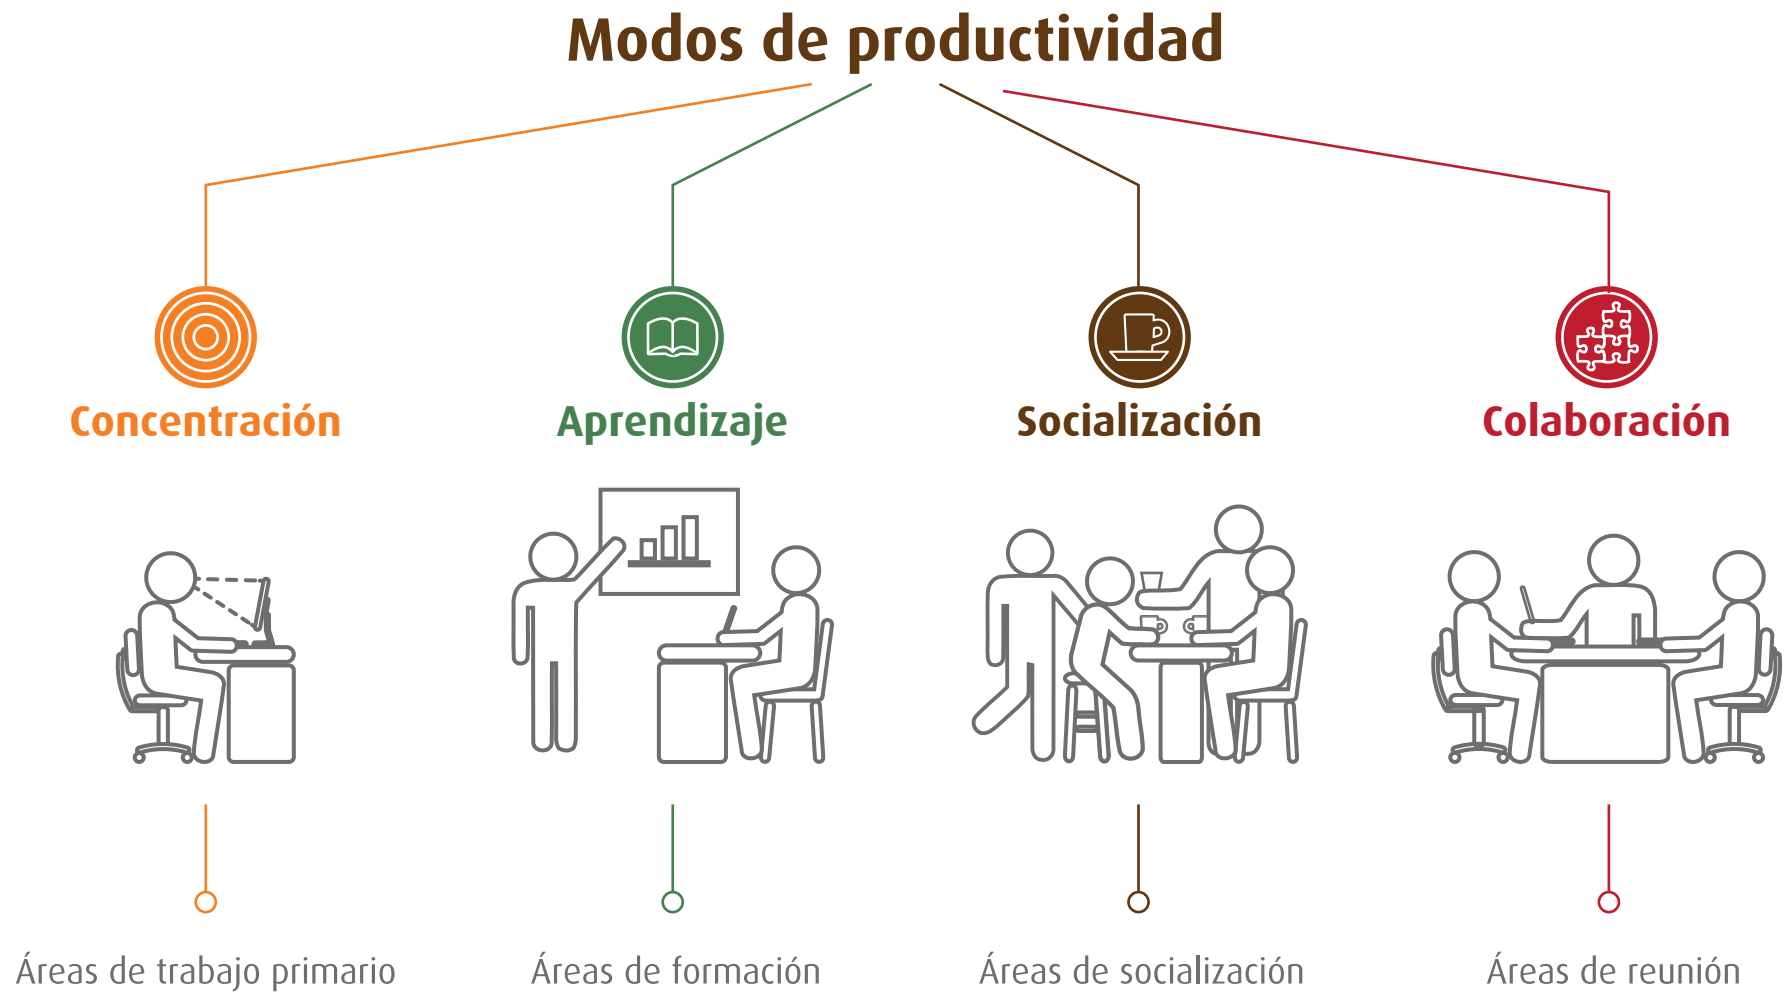 Modos de productividad
Concentración
Aprendizaje
Socialización
Colaboración
Áreas de trabajo primario
Áreas de formación
Áreas de socialización
Áreas de reunión